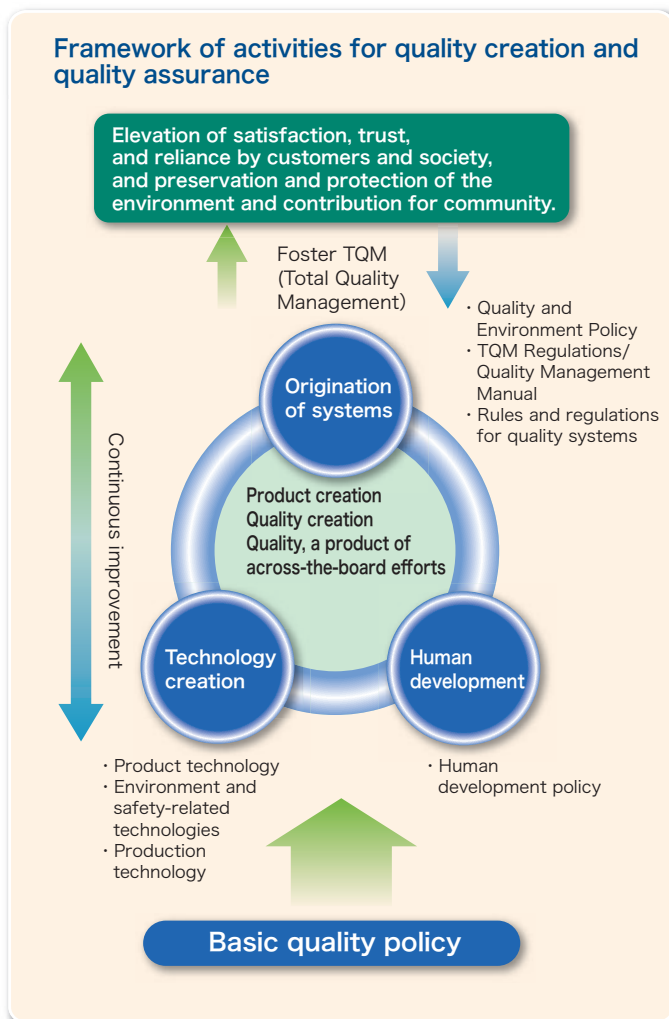 Framework of activities for quality creation and
quality assurance
Elevation of satisfaction, trust,
and reliance by customers and society,
and preservation and protection of the
environment and contribution for community.
Foster TQM
(Total Quality
Management)
・Quality and
Environment Policy
・TQM Regulations/
Quality Management
Manual
・Rules and regulations
for quality systems
Origination
of systems
Continuous improvement
Product creation
Quality creation
Quality, a product of
across-the-board efforts
Technology
creation
Human
development
・Product technology
・Environment and
safety-related
technologies
・Production
technology
・Human
development policy
Basic quality policy